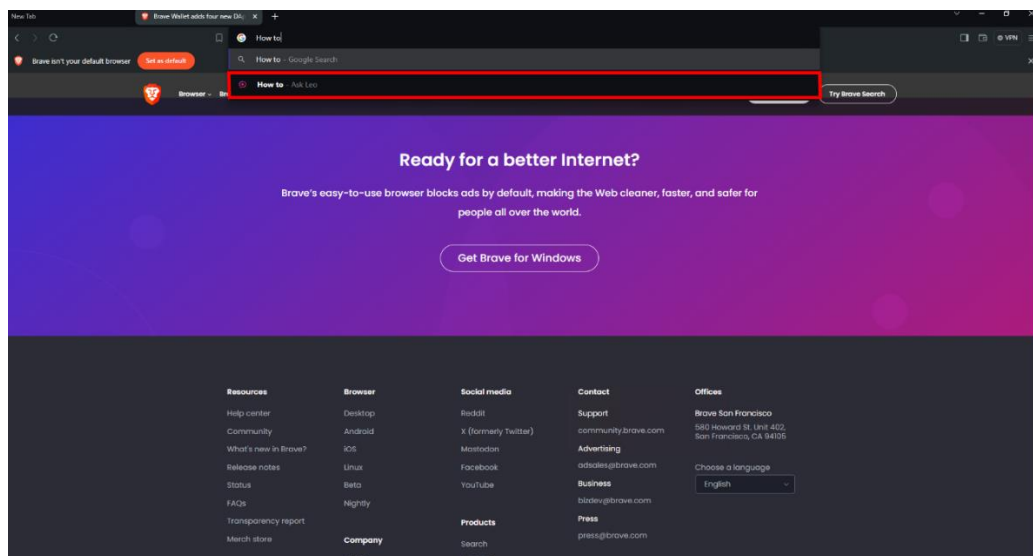 New Tab
Brave Wallet adds four new DAp
How to
VPN
Brave isn't your default browser
Set as default
How to - Google Search
How to - Ask Leo
Browser
Try Brave Search
Ready for a better Internet?
Brave's easy-to-use browser blocks ads by default, making the Web cleaner, faster, and safer for
people all over the world.
Get Brave for Windows
Resources
Help center
Community
What's new in Brave?
Release notes
Status
FAQs
Transparency report
Merch store
Browser
Desktop
Android
iOS
Linux
Beta
Nightly
Company
Social media
Reddit
X (formerly Twitter)
Mastodon
Facebook
YouTube
Products
Search
Contact
Support
community.brave.com
Advertising
adsales@brave.com
Business
bizdev@brave.com
Press
press@brave.com
Offices
Brave San Francisco
580 Howard St. Unit 402,
San Francisco, CA 94105
Choose a language
English